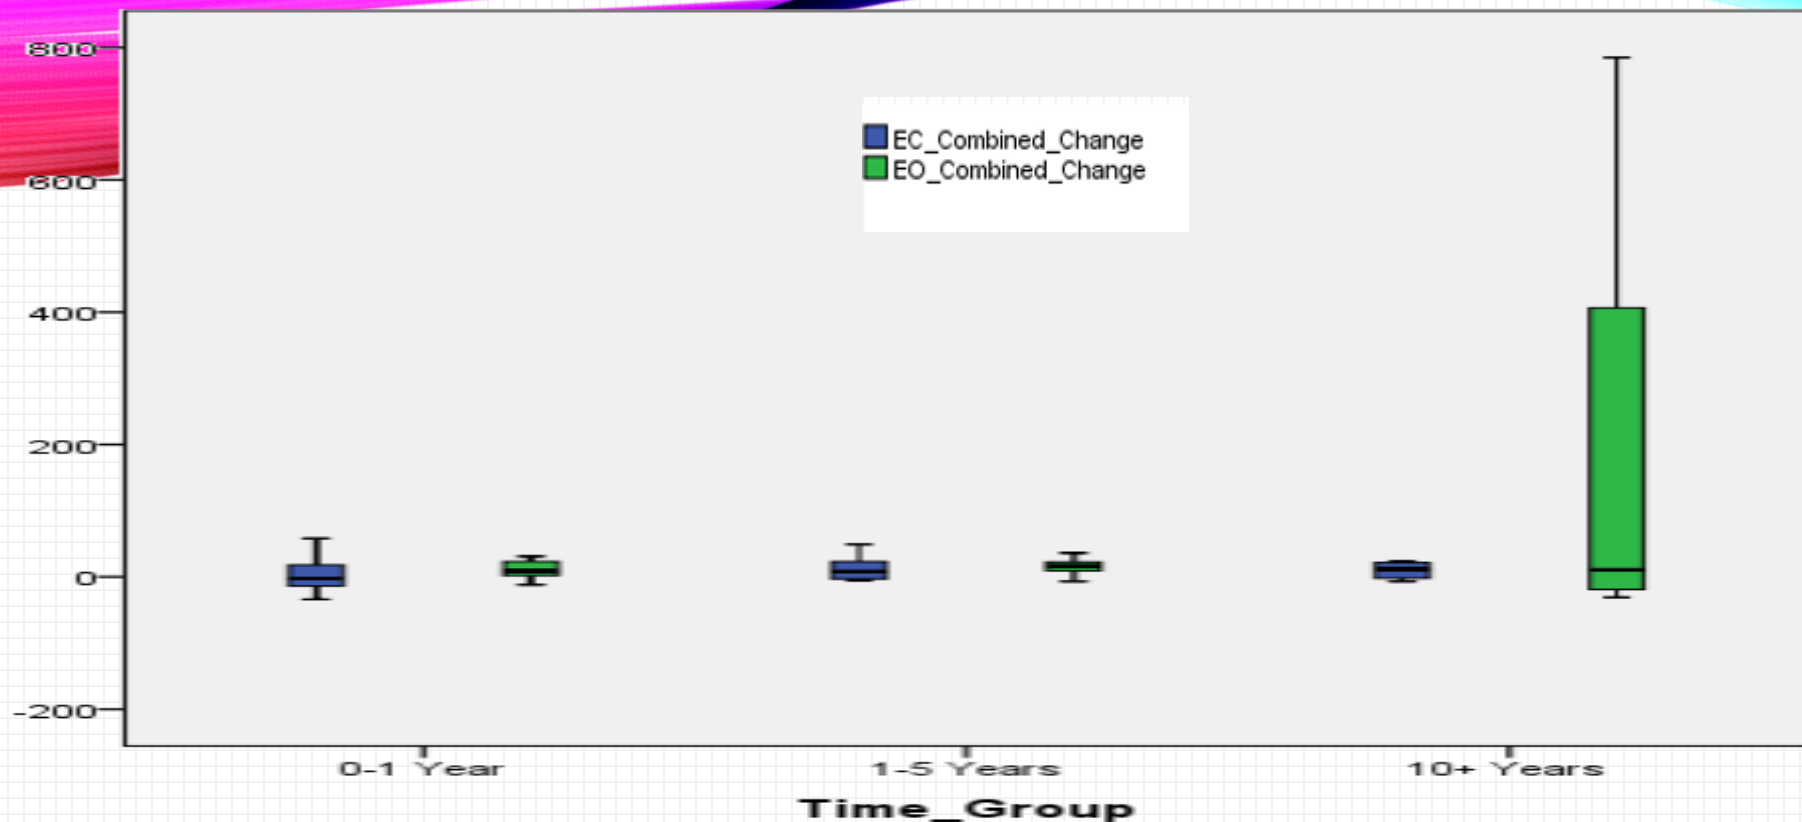 800
600
400
200
0
-200
EC_Combined_Change
EO_Combined_Change
0-1 Year
1-5 Years
10+ Years
Time_Group